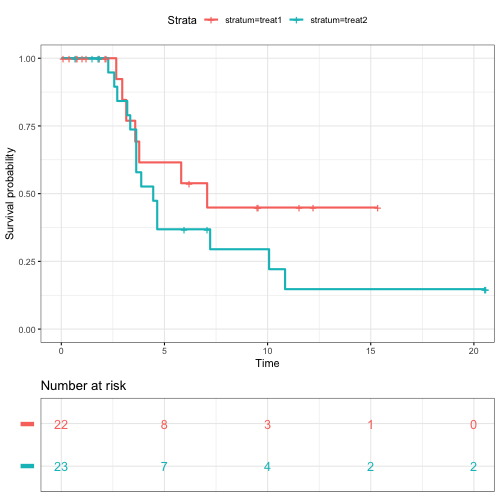 Strata stratum=treat1 stratum=treat2
Survival probability
1.00
0.75
0.50
0.25
0.00
0 5 10 15 20
Time
Number at risk
22 8 3 1 0
23 7 4 2 2